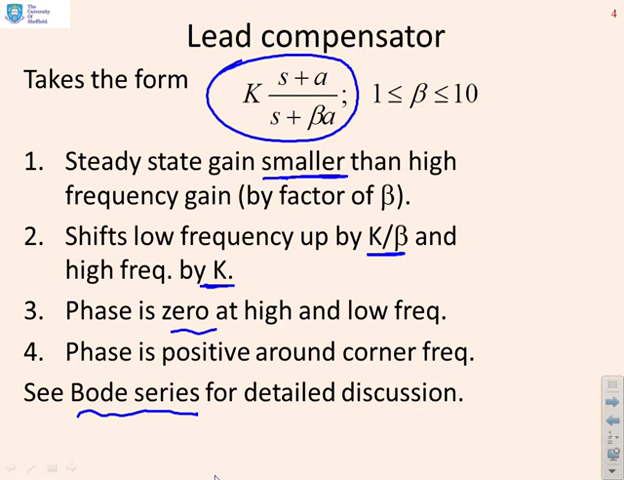 The
University
Of
Sheffield.
4
Lead compensator
Takes the form K (s + a)/(s + βa); 1 ≤ β ≤ 10
1. Steady state gain smaller than high
frequency gain (by factor of β).
2. Shifts low frequency up by K/β and
high freq. by K.
3. Phase is zero at high and low freq.
4. Phase is positive around corner freq.
See Bode series for detailed discussion.